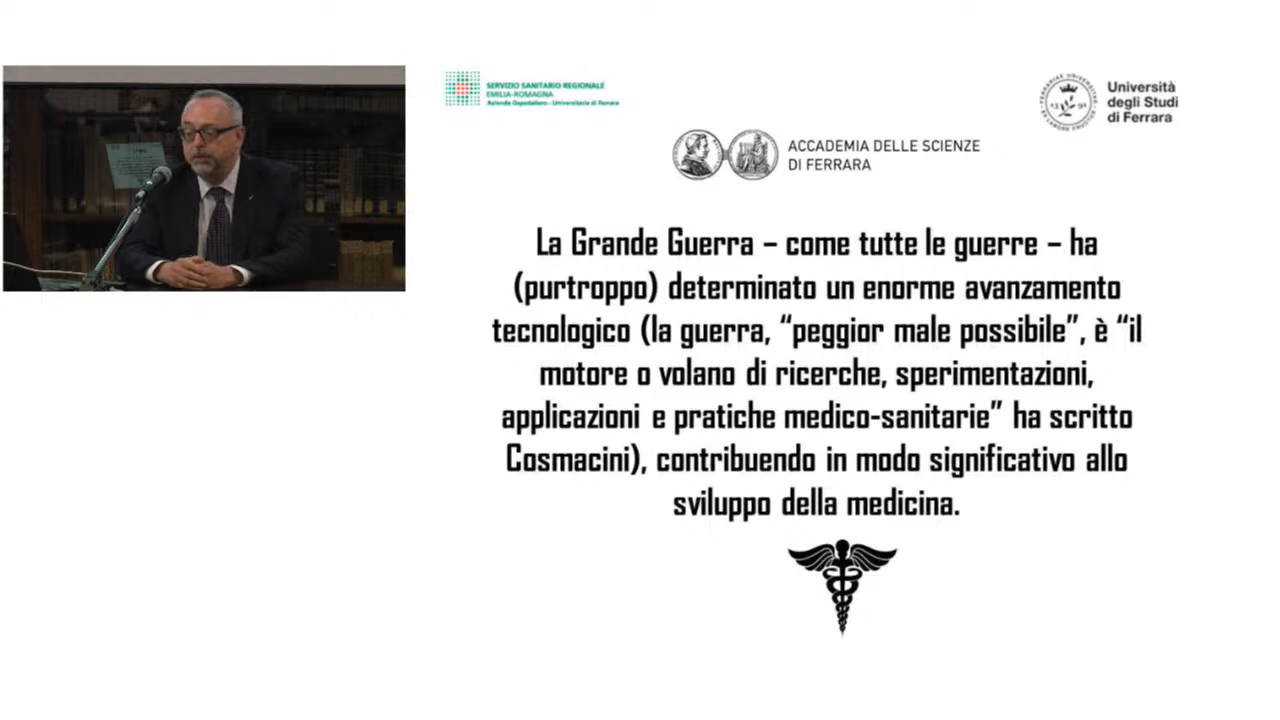 SERVIZIO SANITARIO REGIONALE
EMILIA-ROMAGNA
Azienda Ospedaliero - Universitaria di Ferrara
Università
degli Studi
di Ferrara
ACCADEMIA DELLE SCIENZE
DI FERRARA
La Grande Guerra – come tutte le guerre – ha
(purtroppo) determinato un enorme avanzamento
tecnologico (la guerra, “peggior male possibile”, è “il
motore o volano di ricerche, sperimentazioni,
applicazioni e pratiche medico-sanitarie” ha scritto
Cosmacini), contribuendo in modo significativo allo
sviluppo della medicina.